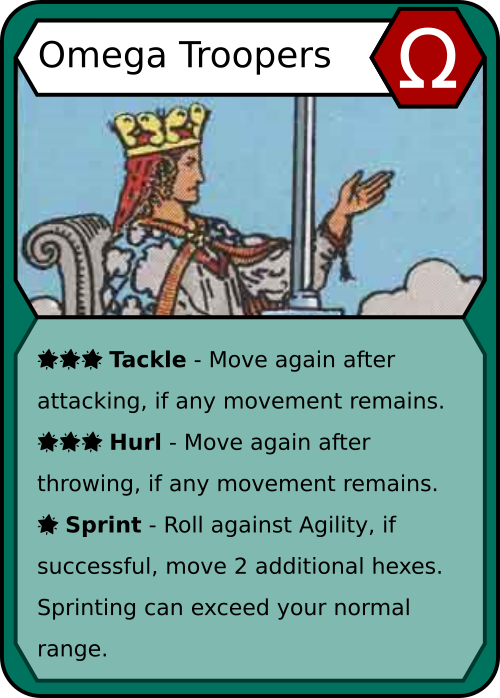 Omega Troopers
Ω
★★★ Tackle - Move again after
attacking, if any movement remains.
★★★ Hurl - Move again after
throwing, if any movement remains.
★ Sprint - Roll against Agility, if
successful, move 2 additional hexes.
Sprinting can exceed your normal
range.